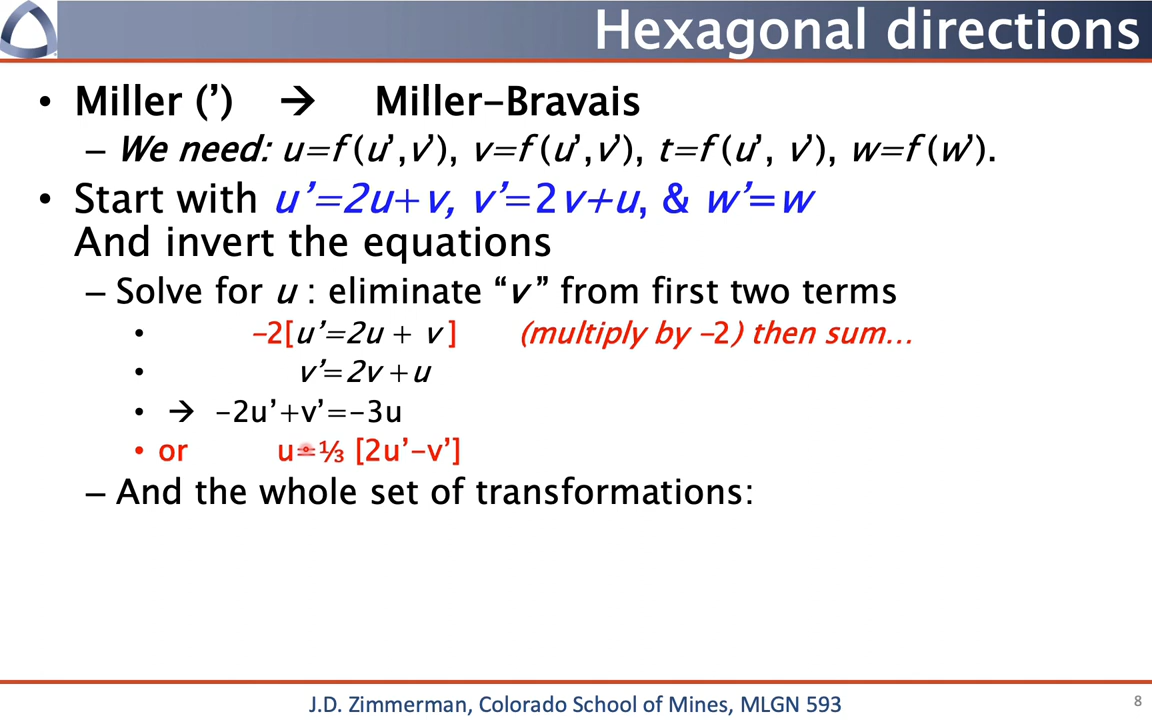 Hexagonal directions
• Miller (’) → Miller-Bravais
– We need: u=f (u’,v’), v=f (u’,v’), t=f (u’, v’), w=f (w’).
• Start with u’=2u+v, v’=2v+u, & w’=w
And invert the equations
– Solve for u : eliminate “v ” from first two terms
• -2[u’=2u + v ] (multiply by -2) then sum…
• v’=2v +u
• → -2u’+v’=-3u
• or u=⅓ [2u’-v’]
– And the whole set of transformations:
J.D. Zimmerman, Colorado School of Mines, MLGN 593
8